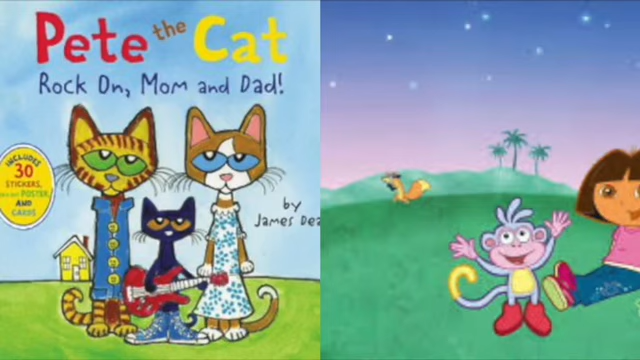 Pete the Cat
Rock On, Mom and Dad!
INCLUDES
30
STICKERS,
POSTER
AND
CARDS
by
James Dea